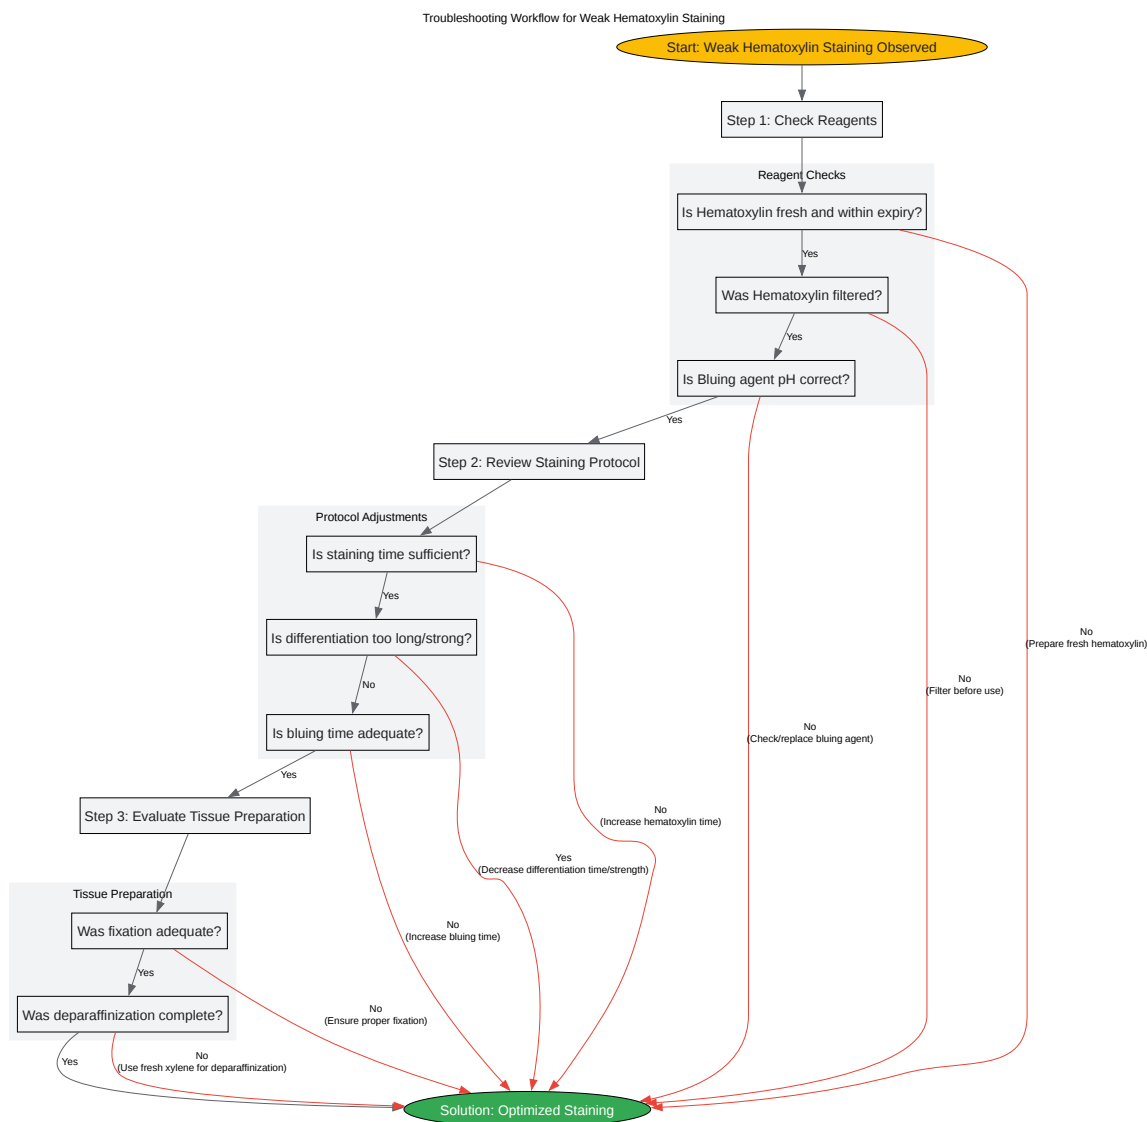 Troubleshooting Workflow for Weak Hematoxylin Staining
Start: Weak Hematoxylin Staining Observed
Step 1: Check Reagents
Reagent Checks
Is Hematoxylin fresh and within expiry?
Yes
Was Hematoxylin filtered?
Yes
Is Bluing agent pH correct?
Yes
Step 2: Review Staining Protocol
Protocol Adjustments
Is staining time sufficient?
Yes
Is differentiation too long/strong?
No
(Prepare fresh hematoxylin)
No
No
(Filter before use)
Is bluing time adequate?
No
(Check/replace bluing agent)
Yes
Step 3: Evaluate Tissue Preparation
No
(Increase hematoxylin time)
Yes
(Decrease differentiation time/strength)
Tissue Preparation
Was fixation adequate?
No
(Increase bluing time)
Yes
Was deparaffinization complete?
No
(Ensure proper fixation)
Yes
No
(Use fresh xylene for deparaffinization)
Solution: Optimized Staining